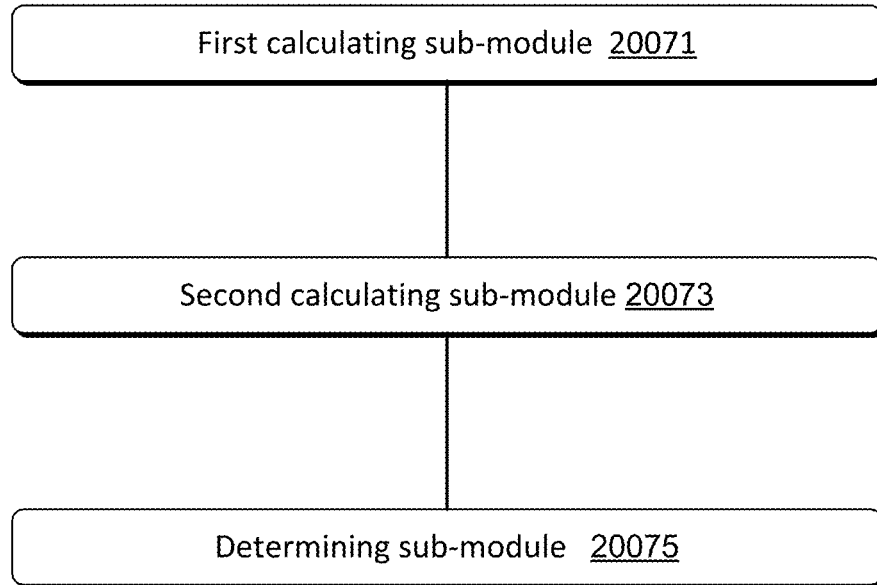 First calculating sub-module 20071
Second calculating sub-module 20073
Determining sub-module 20075